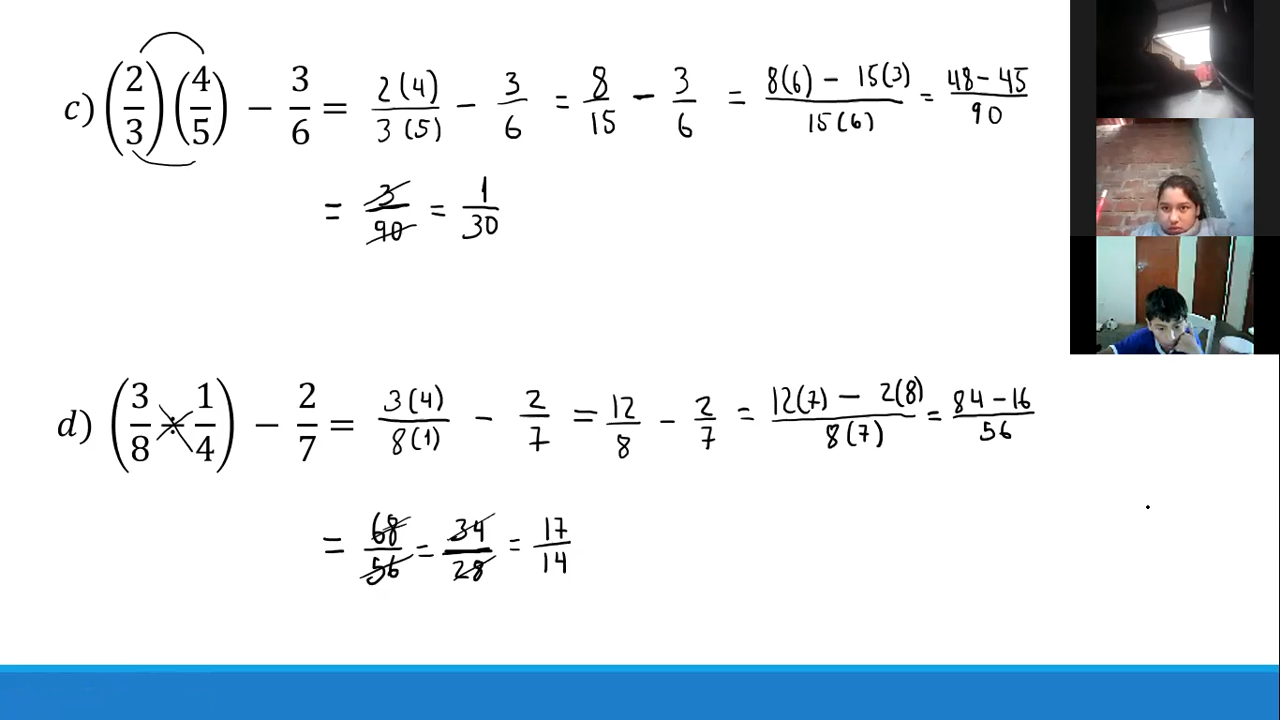 c) (2/3)(4/5) − 3/6 = 2(4)/3(5) − 3/6 = 8/15 − 3/6 = 8(6) − 15(3)/15(6) = 48 − 45/90
= 3/90 = 1/30
d) (3/8 ÷ 1/4) − 2/7 = 3(4)/8(1) − 2/7 = 12/8 − 2/7 = 12(7) − 2(8)/8(7) = 84 − 16/56
= 68/56 = 34/28 = 17/14